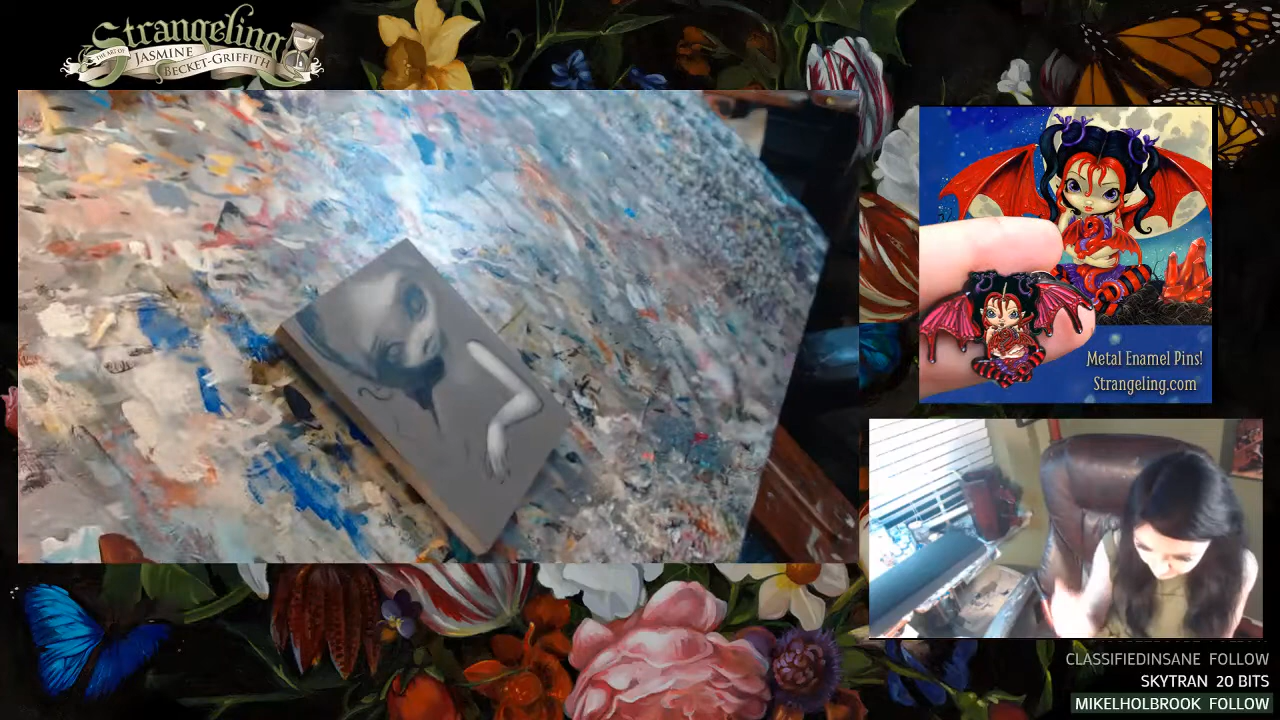 Strangeling
THE ART OF
JASMINE
BECKET-GRIFFITH
Metal Enamel Pins!
Strangeling.com
CLASSIFIEDINSANE FOLLOW
SKYTRAN 20 BITS
MIKELHOLBROOK FOLLOW